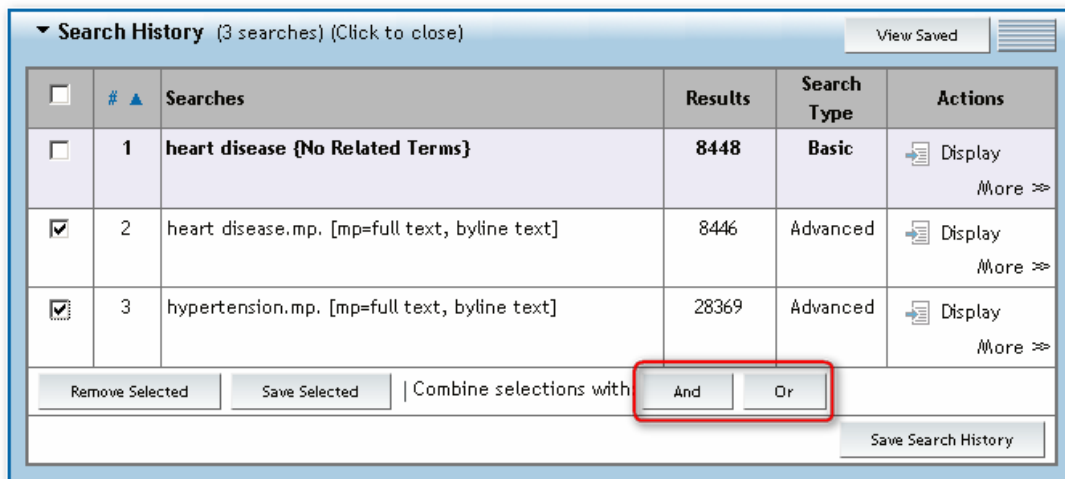 ▼ Search History (3 searches) (Click to close)
View Saved
# ▲ Searches Results Search Type Actions
1 heart disease {No Related Terms} 8448 Basic Display
More >>
2 heart disease.mp. [mp=full text, byline text] 8446 Advanced Display
More >>
3 hypertension.mp. [mp=full text, byline text] 28369 Advanced Display
More >>
Remove Selected Save Selected | Combine selections with: And Or
Save Search History